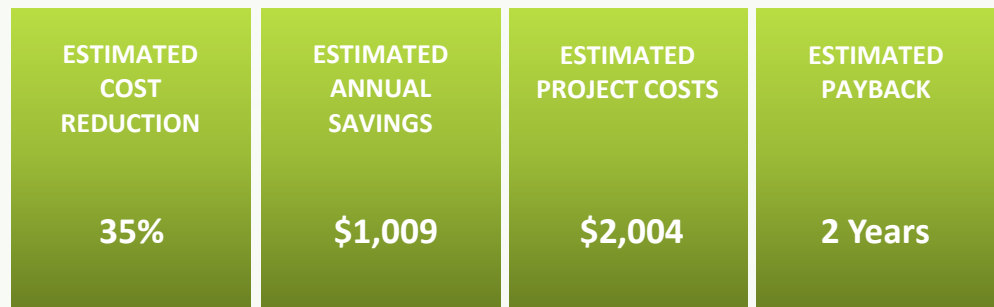 ESTIMATED
COST
REDUCTION
35%
ESTIMATED
ANNUAL
SAVINGS
$1,009
ESTIMATED
PROJECT COSTS
$2,004
ESTIMATED
PAYBACK
2 Years